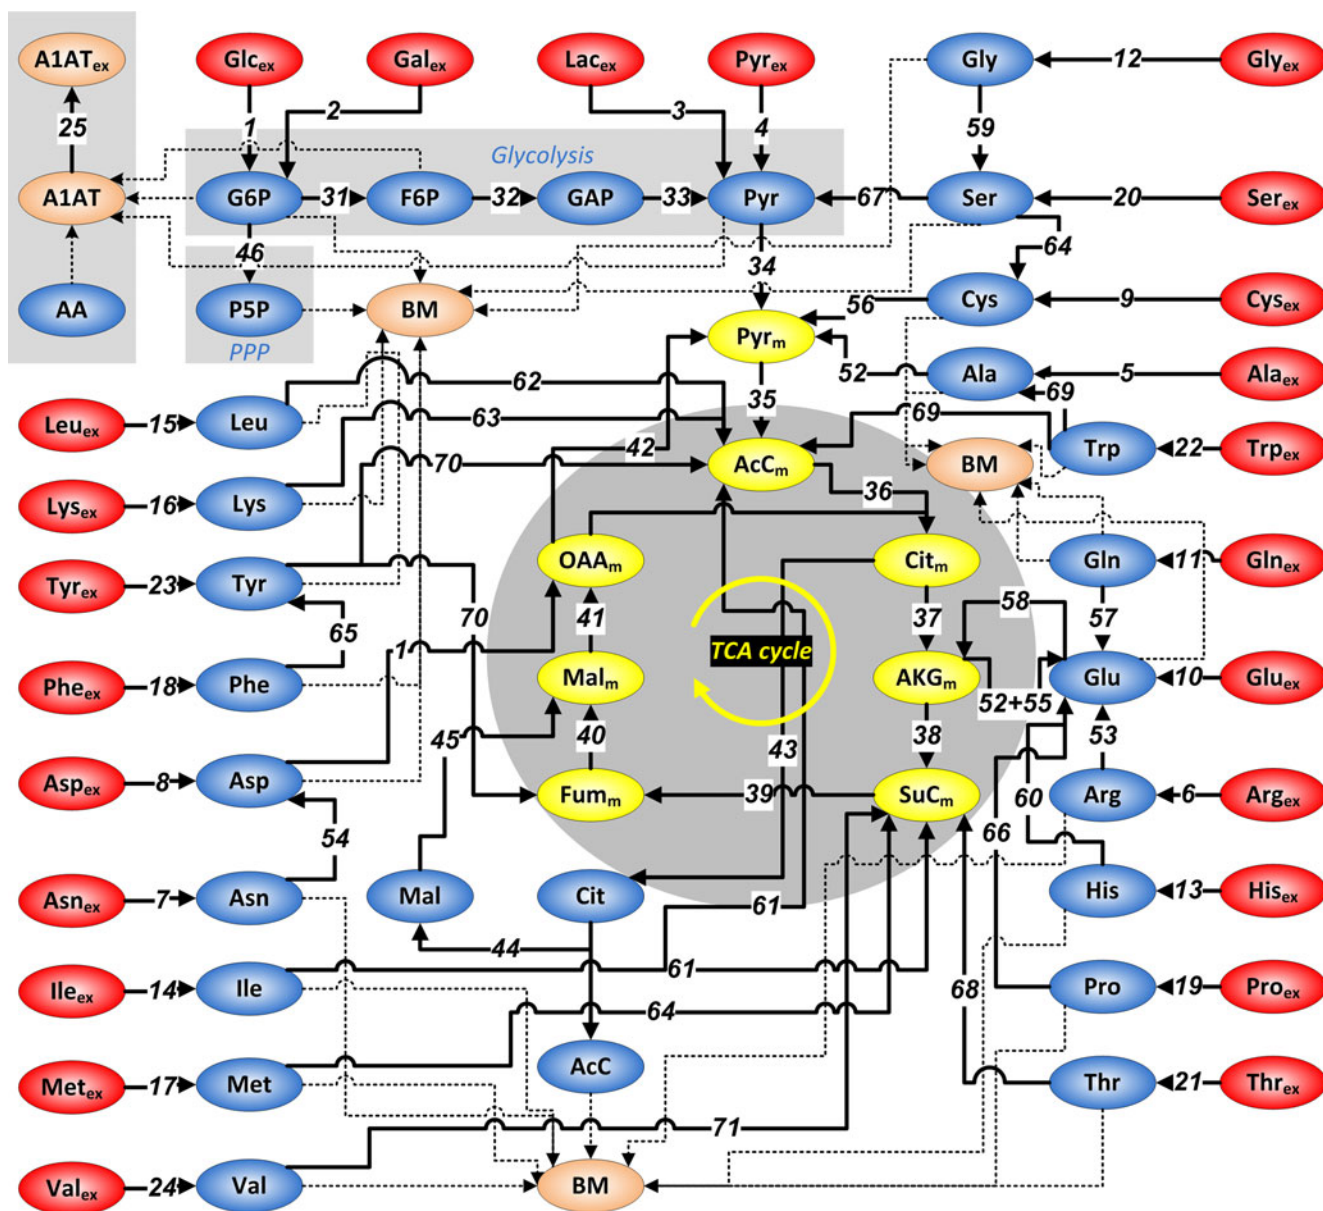 A1ATex Glcex Galex Lacex Pyrex Gly 12 Glyex
25 1 2 3 4 59
Glycolysis
A1AT G6P 31 F6P 32 GAP 33 Pyr 67 Ser 20 Serex
46 34 64
AA P5P BM Cys 9 Cysex
PPP 56
Pyrm
52 Ala 5 Alaex
62 35 69
Leuex 15 Leu 63 42 69
70 AcCm BM Trp 22 Trpex
Lysex 16 Lys 36
OAAm Citm Gln 11 Glnex
Tyrex 23 Tyr
65 70 41 37 58 57
1 TCA cycle
Pheex 18 Phe Malm AKGm 52+55 Glu 10 Gluex
45 40 43 38 53
Aspex 8 Asp Fumm 39 SuCm 60 Arg 6 Argex
54 66
Asnex 7 Asn Mal Cit 61 His 13 Hisex
44
Ileex 14 Ile 61 68 Pro 19 Proex
64
Metex 17 Met AcC Thr 21 Threx
71
Valex 24 Val BM